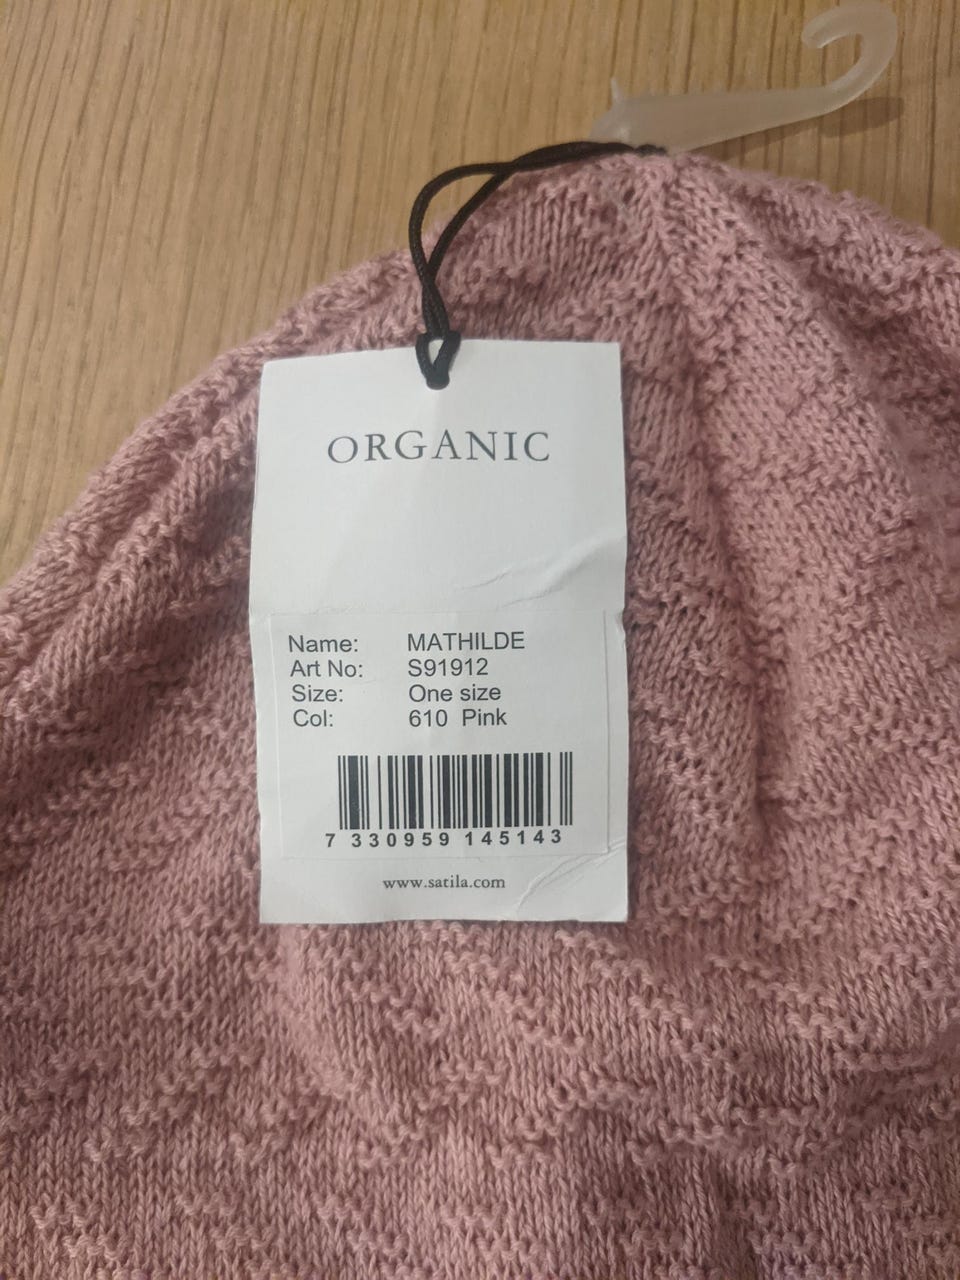 ORGANIC
Name: MATHILDE
Art No: S91912
Size: One size
Col: 610 Pink
7 330959 145143
www.satila.com